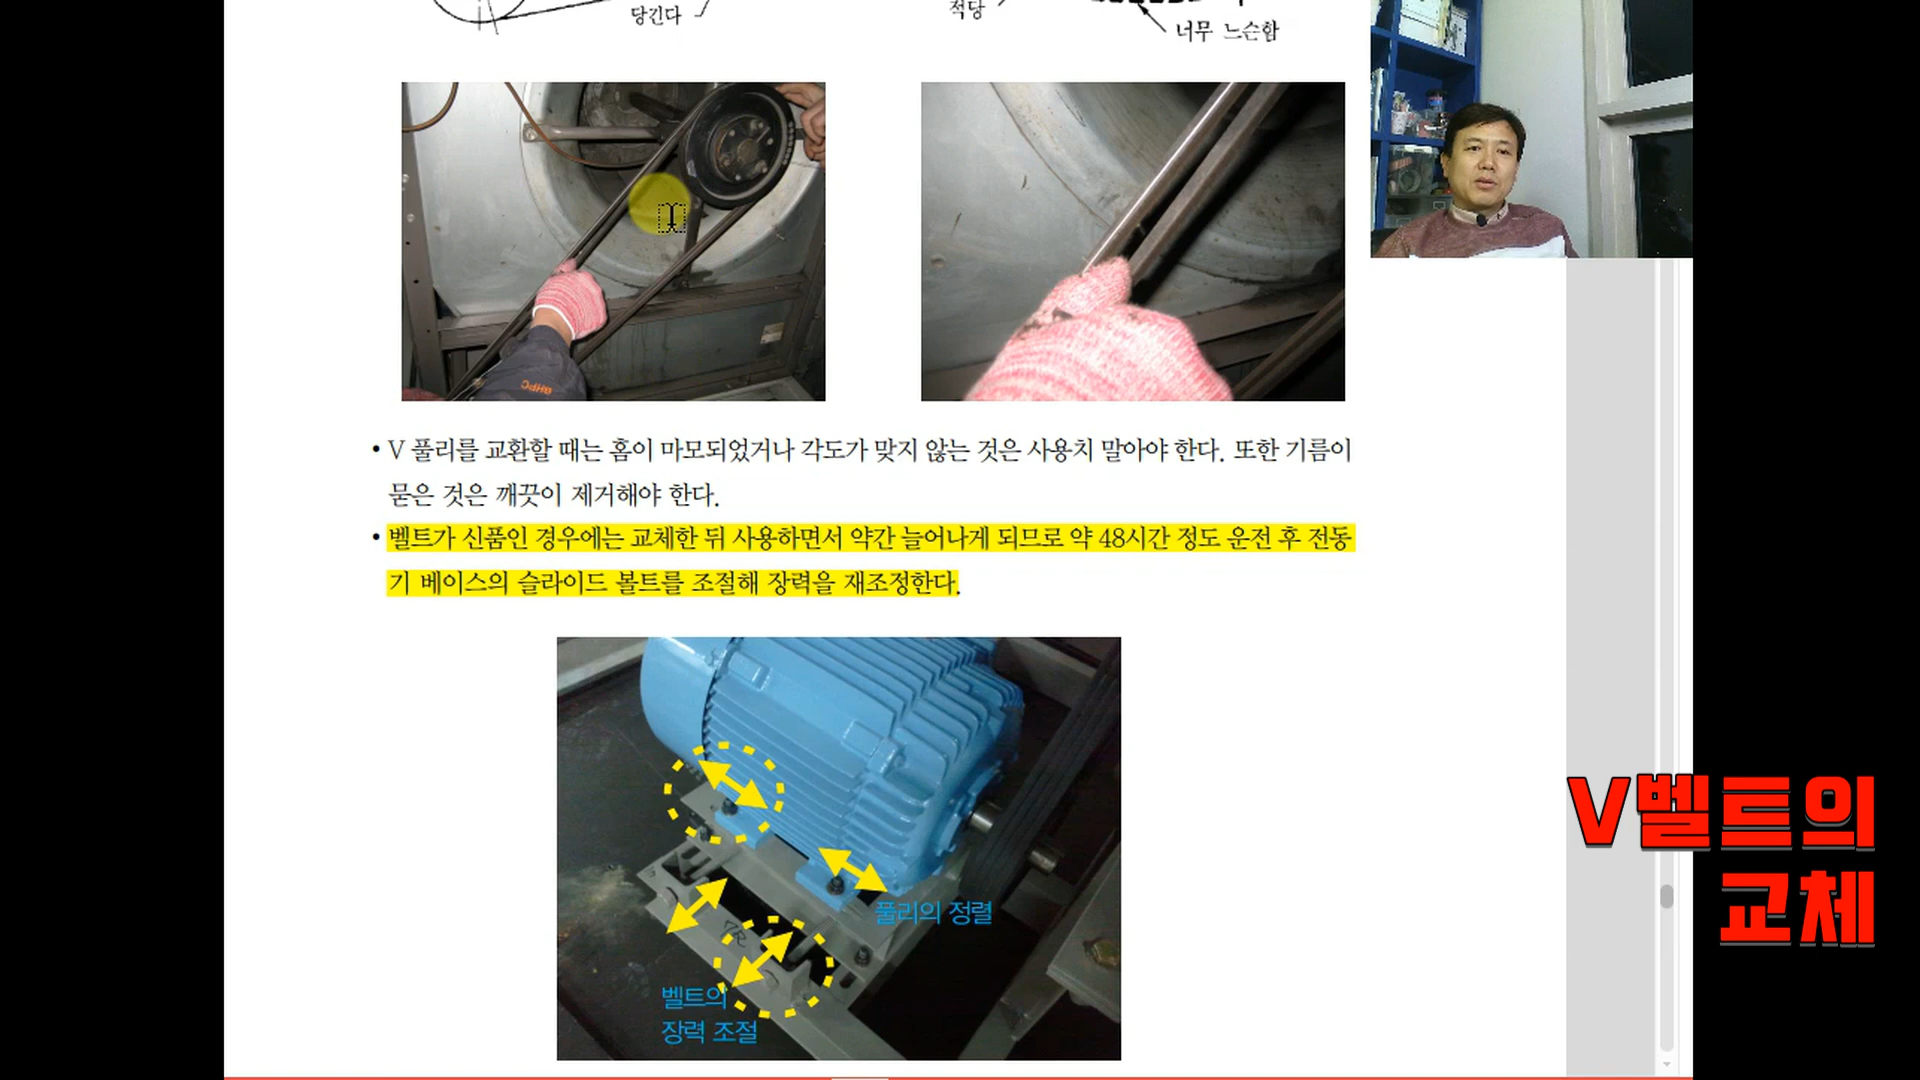 당긴다
적당
너무 느슨함
BHPC
• V 풀리를 교환할 때는 홈이 마모되었거나 각도가 맞지 않는 것은 사용치 말아야 한다. 또한 기름이
묻은 것은 깨끗이 제거해야 한다.
• 벨트가 신품인 경우에는 교체한 뒤 사용하면서 약간 늘어나게 되므로 약 48시간 정도 운전 후 전동
기 베이스의 슬라이드 볼트를 조절해 장력을 재조정한다.
풀리의 정렬
벨트의
장력 조절
V벨트의
교체